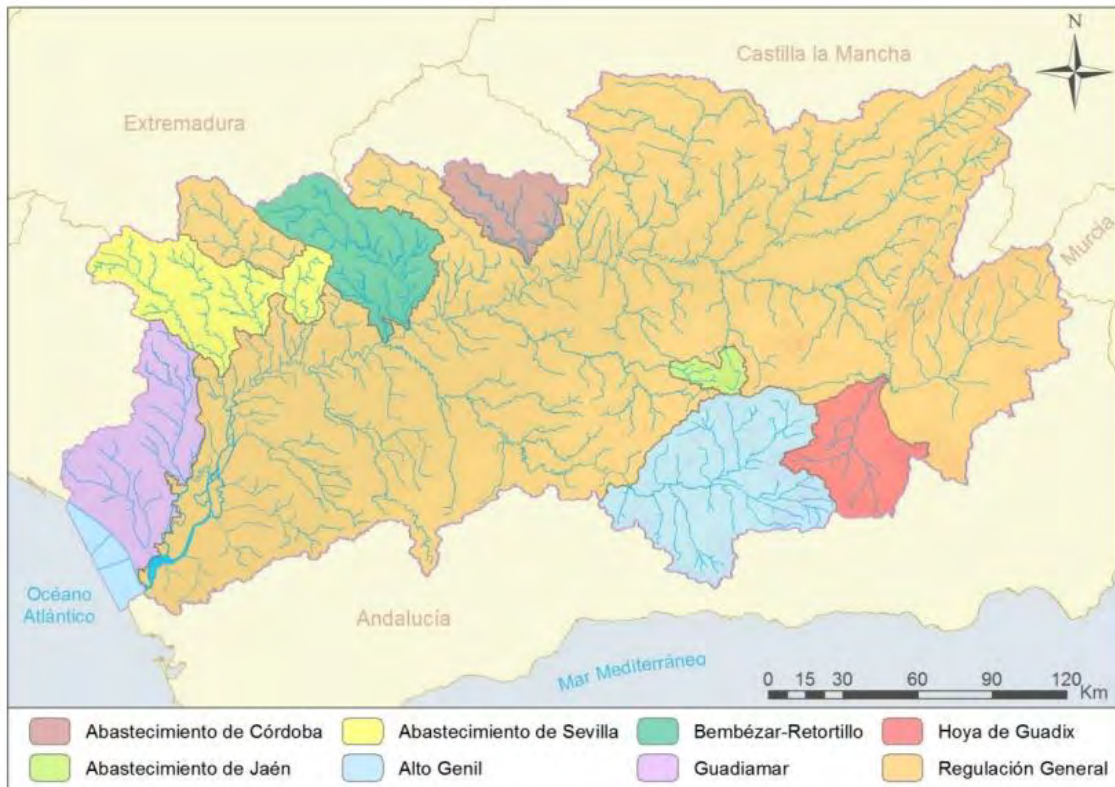 N
Castilla la Mancha
Extremadura
Murcia
Océano
Atlántico
Andalucía
Mar Mediterráneo
0 15 30 60 90 120
Km
Abastecimiento de Córdoba
Abastecimiento de Sevilla
Bembézar-Retortillo
Hoya de Guadix
Abastecimiento de Jaén
Alto Genil
Guadiamar
Regulación General